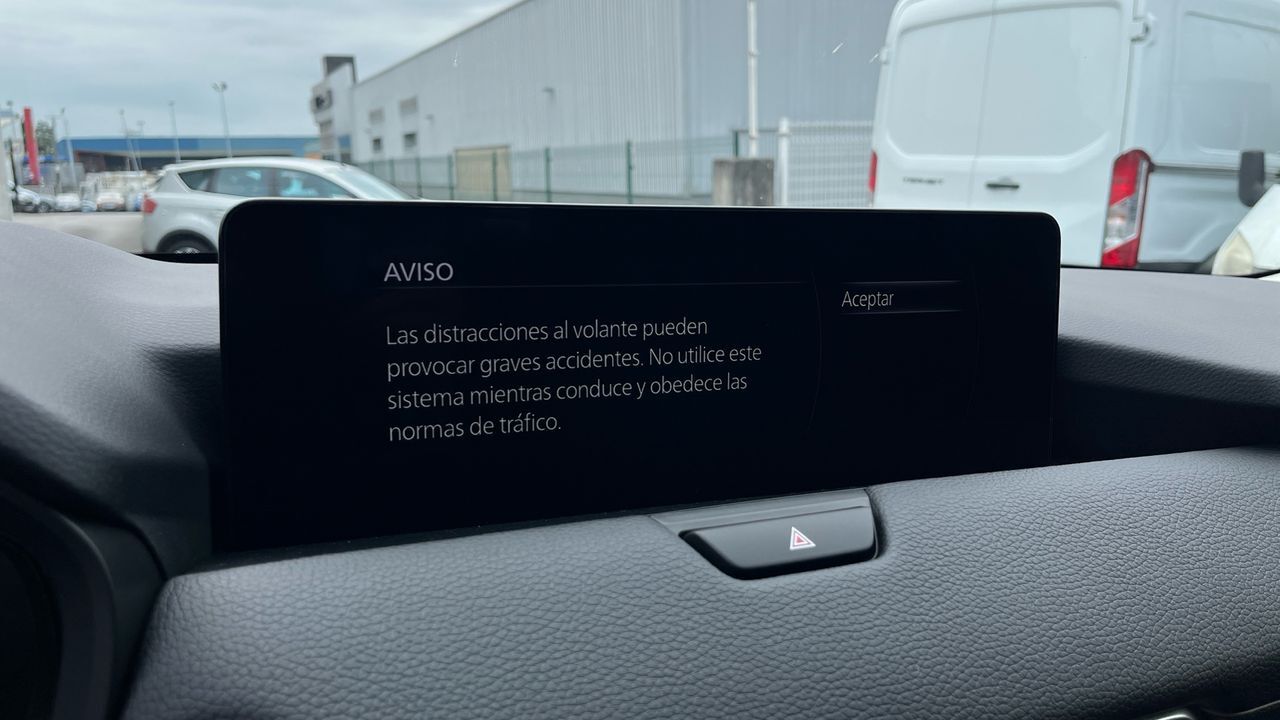 AVISO
Aceptar
Las distracciones al volante pueden
provocar graves accidentes. No utilice este
sistema mientras conduce y obedece las
normas de tráfico.